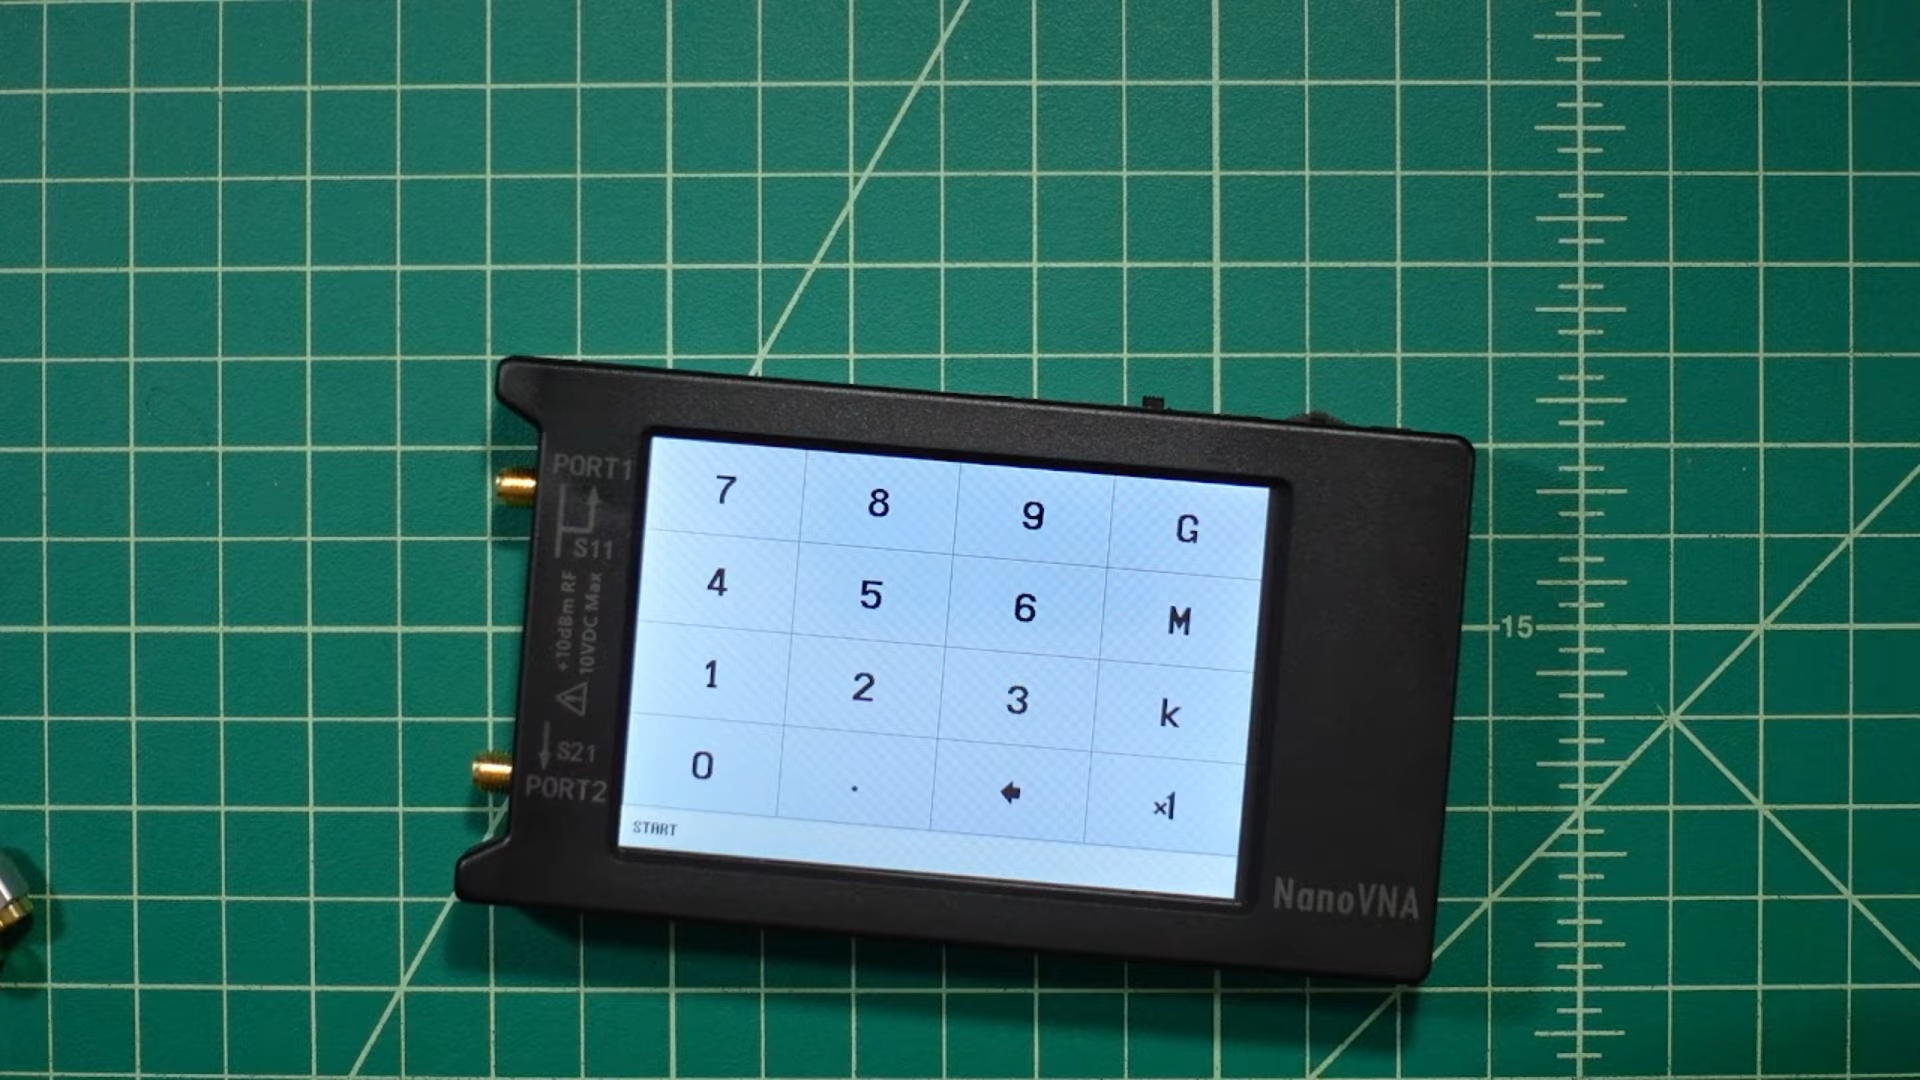 PORT1
S11
+10dBm RF
10VDC Max
S21
PORT2
7 8 9 G
4 5 6 M
1 2 3 k
0 . ×1
START
NanoVNA
15